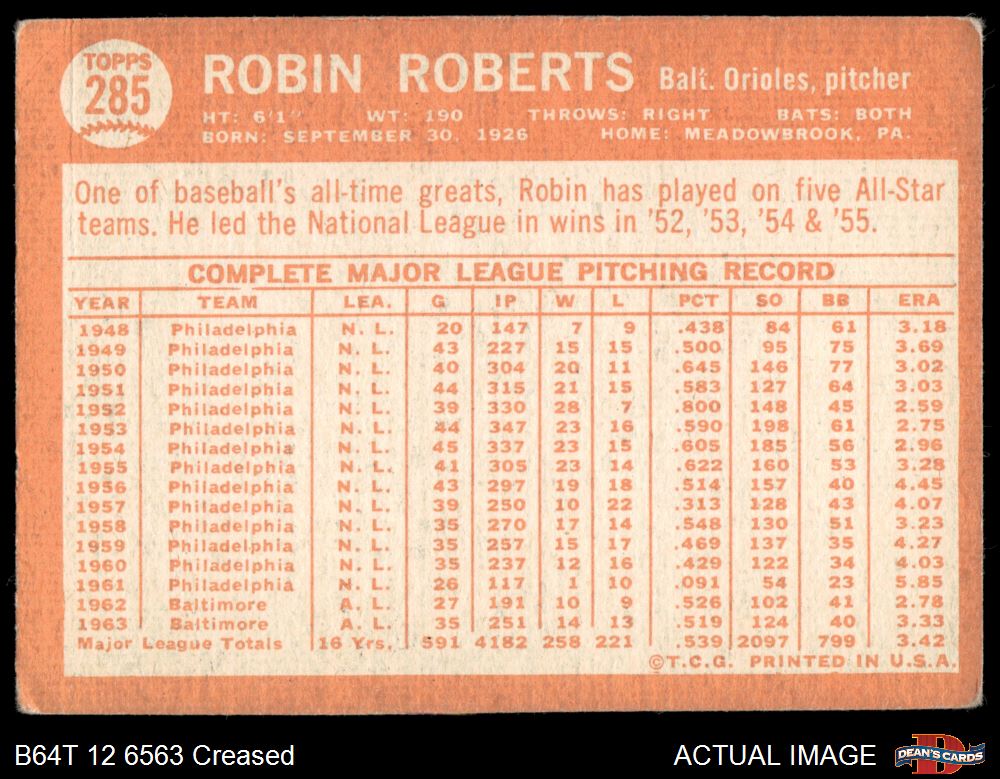 TOPPS
285
ROBIN ROBERTS Balt. Orioles, pitcher
HT: 6'1" WT: 190 THROWS: RIGHT BATS: BOTH
BORN: SEPTEMBER 30, 1926 HOME: MEADOWBROOK, PA.
One of baseball's all-time greats, Robin has played on five All-Star
teams. He led the National League in wins in '52, '53, '54 & '55.
COMPLETE MAJOR LEAGUE PITCHING RECORD
YEAR TEAM LEA. G IP W L PCT SO BB ERA
1948 Philadelphia N. L. 20 147 7 9 .438 84 61 3.18
1949 Philadelphia N. L. 43 227 15 15 .500 95 75 3.69
1950 Philadelphia N. L. 40 304 20 11 .645 146 77 3.02
1951 Philadelphia N. L. 44 315 21 15 .583 127 64 3.03
1952 Philadelphia N. L. 39 330 28 7 .800 148 45 2.59
1953 Philadelphia N. L. 44 347 23 16 .590 198 61 2.75
1954 Philadelphia N. L. 45 337 23 15 .605 185 56 2.96
1955 Philadelphia N. L. 41 305 23 14 .622 160 53 3.28
1956 Philadelphia N. L. 43 297 19 18 .514 157 40 4.45
1957 Philadelphia N. L. 39 250 10 22 .313 128 43 4.07
1958 Philadelphia N. L. 35 270 17 14 .548 130 51 3.23
1959 Philadelphia N. L. 35 257 15 17 .469 137 35 4.27
1960 Philadelphia N. L. 35 237 12 16 .429 122 34 4.03
1961 Philadelphia N. L. 26 117 1 10 .091 54 23 5.85
1962 Baltimore A. L. 27 191 10 9 .526 102 41 2.78
1963 Baltimore A. L. 35 251 14 13 .519 124 40 3.33
Major League Totals 16 Yrs. 591 4182 258 221 .539 2097 799 3.42
©T.C.G. PRINTED IN U.S.A.
B64T 12 6563 Creased ACTUAL IMAGE DEAN'S CARDS